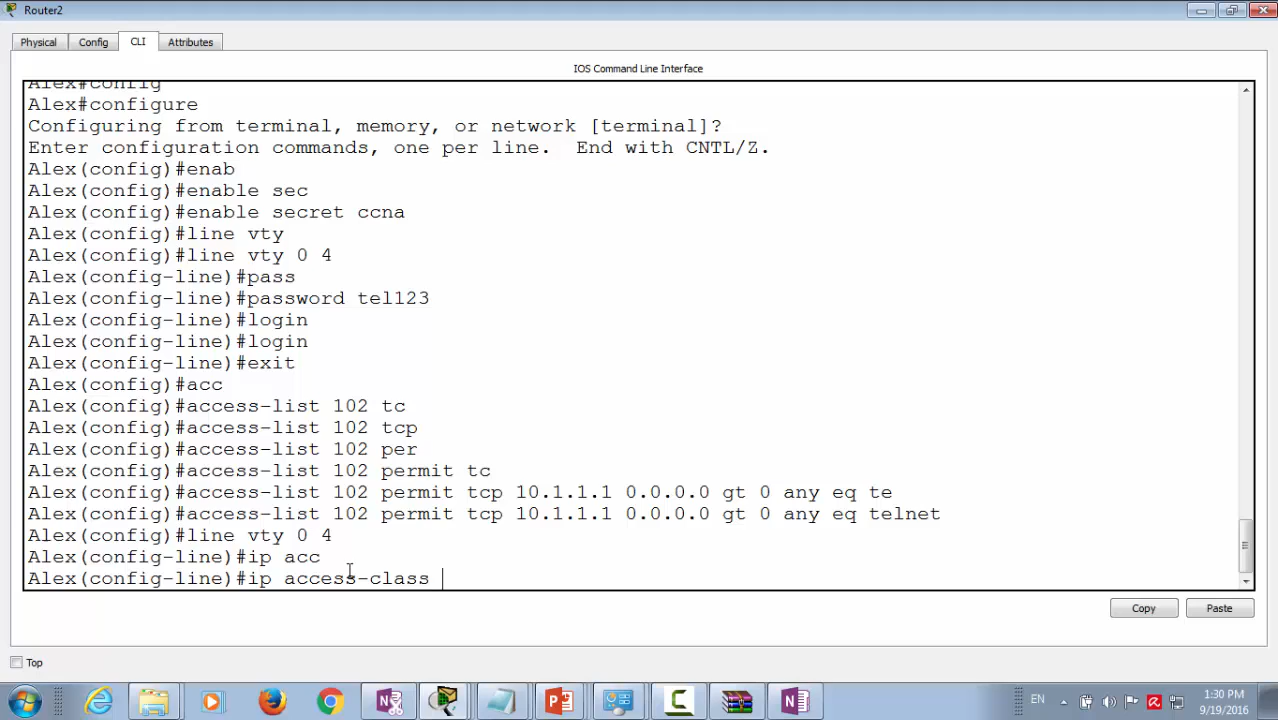 Router2
Physical Config CLI Attributes
IOS Command Line Interface
Alex#config
Alex#configure
Configuring from terminal, memory, or network [terminal]?
Enter configuration commands, one per line.  End with CNTL/Z.
Alex(config)#enab
Alex(config)#enable sec
Alex(config)#enable secret ccna
Alex(config)#line vty
Alex(config)#line vty 0 4
Alex(config-line)#pass
Alex(config-line)#password tel123
Alex(config-line)#login
Alex(config-line)#login
Alex(config-line)#exit
Alex(config)#acc
Alex(config)#access-list 102 tc
Alex(config)#access-list 102 tcp
Alex(config)#access-list 102 per
Alex(config)#access-list 102 permit tc
Alex(config)#access-list 102 permit tcp 10.1.1.1 0.0.0.0 gt 0 any eq te
Alex(config)#access-list 102 permit tcp 10.1.1.1 0.0.0.0 gt 0 any eq telnet
Alex(config)#line vty 0 4
Alex(config-line)#ip acc
Alex(config-line)#ip access-class
Copy Paste
Top
EN 1:30 PM
9/19/2016